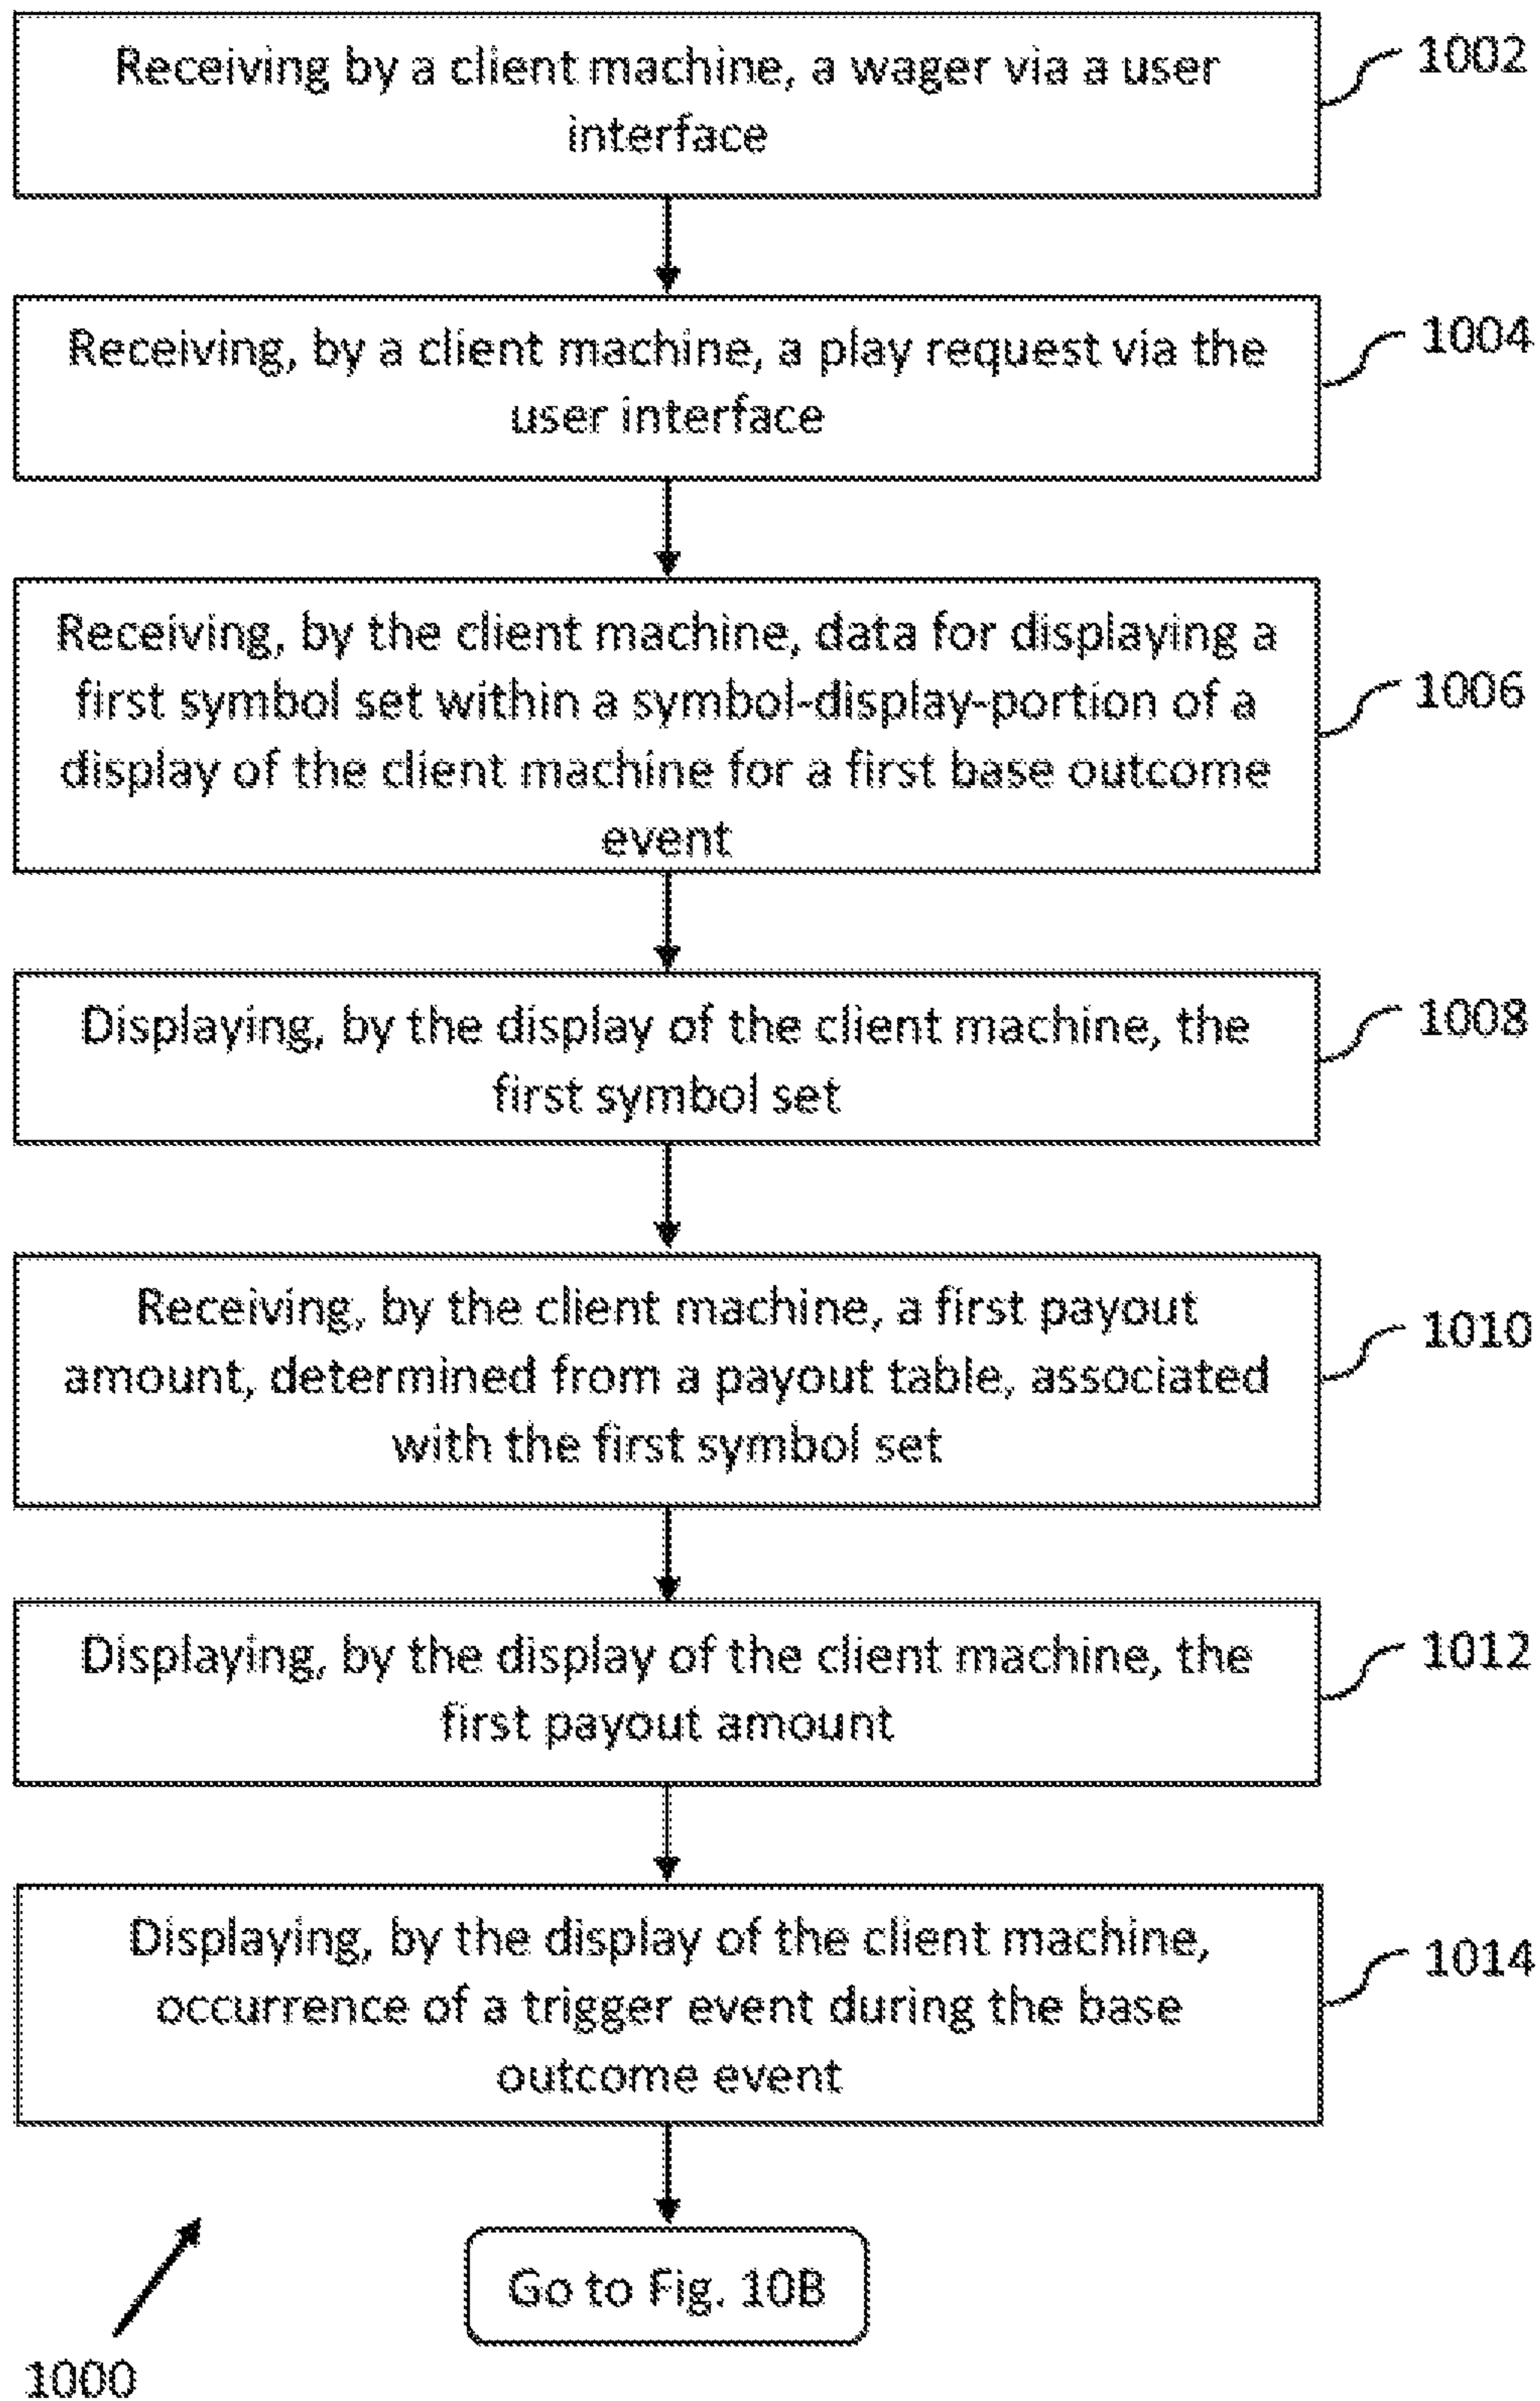 Receiving by a client machine, a wager via a user
interface
1002
Receiving, by a client machine, a play request via the
user interface
1004
Receiving, by the client machine, data for displaying a
first symbol set within a symbol-display-portion of a
display of the client machine for a first base outcome
event
1006
Displaying, by the display of the client machine, the
first symbol set
1008
Receiving, by the client machine, a first payout
amount, determined from a payout table, associated
with the first symbol set
1010
Displaying, by the display of the client machine, the
first payout amount
1012
Displaying, by the display of the client machine,
occurrence of a trigger event during the base
outcome event
1014
Go to Fig. 10B
1000